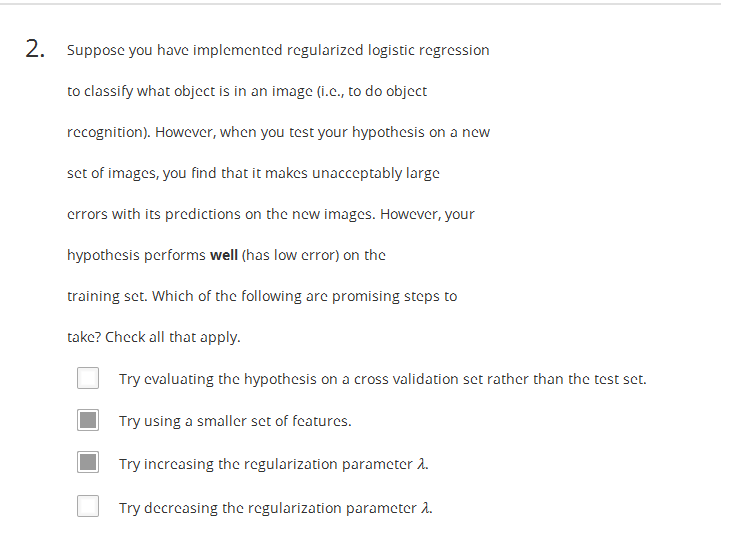 2. Suppose you have implemented regularized logistic regression
to classify what object is in an image (i.e., to do object
recognition). However, when you test your hypothesis on a new
set of images, you find that it makes unacceptably large
errors with its predictions on the new images. However, your
hypothesis performs well (has low error) on the
training set. Which of the following are promising steps to
take? Check all that apply.
Try evaluating the hypothesis on a cross validation set rather than the test set.
Try using a smaller set of features.
Try increasing the regularization parameter λ.
Try decreasing the regularization parameter λ.